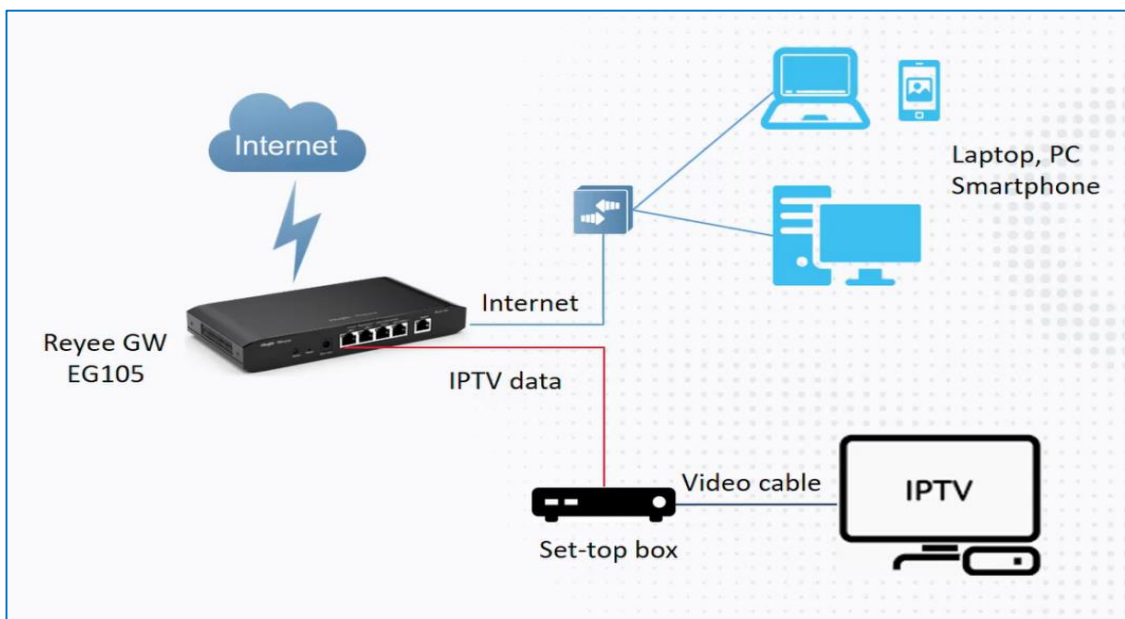 Internet
Laptop, PC
Smartphone
Internet
Reyee GW
EG105
IPTV data
Video cable
IPTV
Set-top box